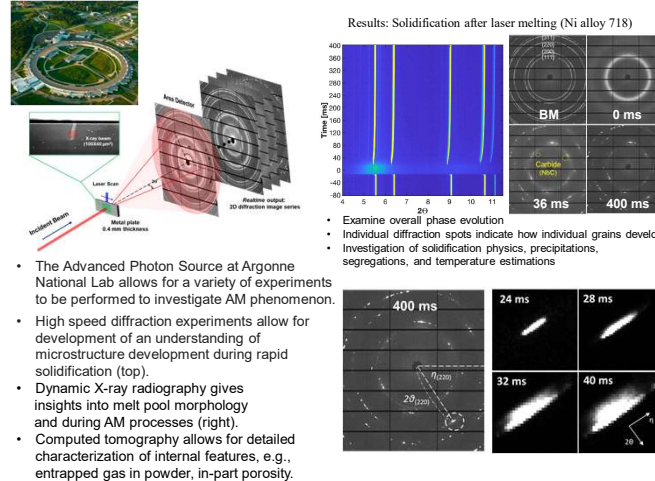 Results: Solidification after laser melting (Ni alloy 718)
Area Detector
X-ray beam
(100X40 μm²)
Laser Scan
2θ
Incident Beam
Metal plate
0.4 mm thickness
Realtime output:
2D diffraction image series
Time [ms]
400
360
320
280
240
200
160
120
80
40
0
-40
-80
4 5 6 7 8 9 10 11
2Θ
(311)
(220)
(200)
(111)
BM
0 ms
Carbide
(NbC)
36 ms
400 ms
• Examine overall phase evolution
• Individual diffraction spots indicate how individual grains develo
• Investigation of solidification physics, precipitations,
segregations, and temperature estimations
• The Advanced Photon Source at Argonne
National Lab allows for a variety of experiments
to be performed to investigate AM phenomenon.
• High speed diffraction experiments allow for
development of an understanding of
microstructure development during rapid
solidification (top).
• Dynamic X-ray radiography gives
insights into melt pool morphology
and during AM processes (right).
• Computed tomography allows for detailed
characterization of internal features, e.g.,
entrapped gas in powder, in-part porosity.
400 ms
η(220)
2ϑ(220)
24 ms
28 ms
32 ms
40 ms
η
2θ